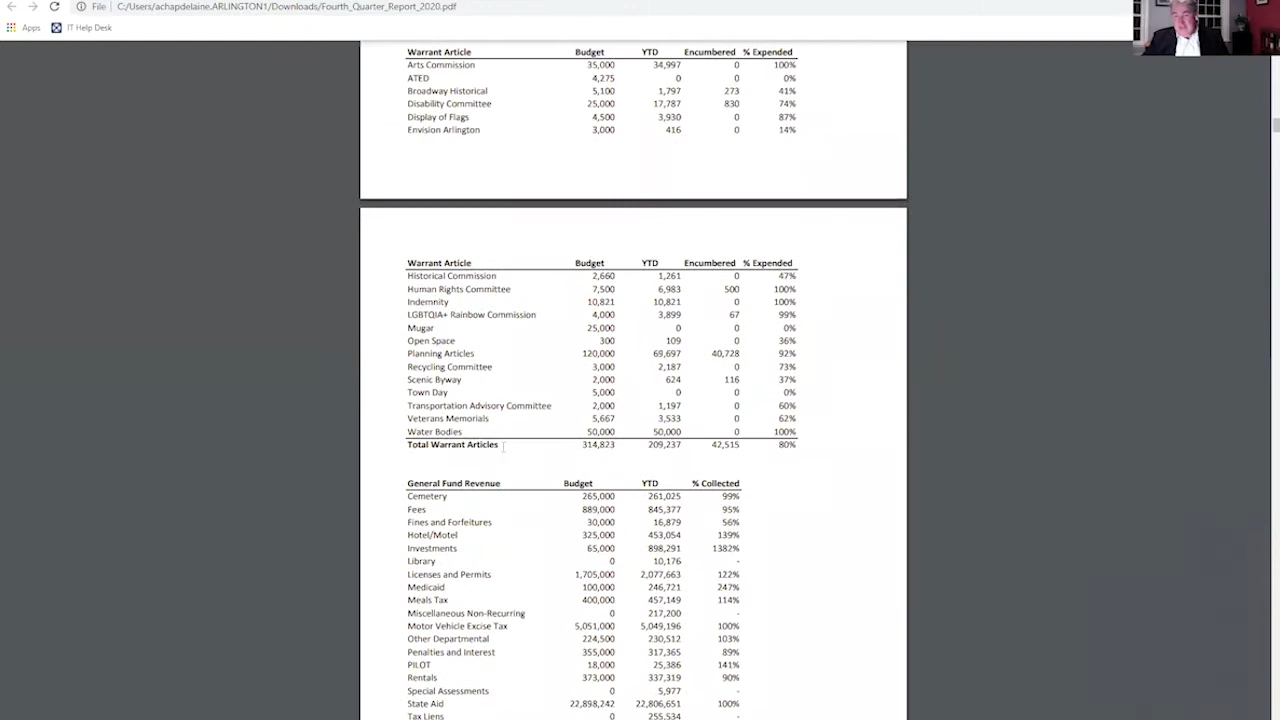 File C:/Users/achapdelaine.ARLINGTON1/Downloads/Fourth_Quarter_Report_2020.pdf
Apps IT Help Desk
Warrant Article Budget YTD Encumbered % Expended
Arts Commission 35,000 34,997 0 100%
ATED 4,275 0 0 0%
Broadway Historical 5,100 1,797 273 41%
Disability Committee 25,000 17,787 830 74%
Display of Flags 4,500 3,930 0 87%
Envision Arlington 3,000 416 0 14%
Warrant Article Budget YTD Encumbered % Expended
Historical Commission 2,660 1,261 0 47%
Human Rights Committee 7,500 6,983 500 100%
Indemnity 10,821 10,821 0 100%
LGBTQIA+ Rainbow Commission 4,000 3,899 67 99%
Mugar 25,000 0 0 0%
Open Space 300 109 0 36%
Planning Articles 120,000 69,697 40,728 92%
Recycling Committee 3,000 2,187 0 73%
Scenic Byway 2,000 624 116 37%
Town Day 5,000 0 0 0%
Transportation Advisory Committee 2,000 1,197 0 60%
Veterans Memorials 5,667 3,533 0 62%
Water Bodies 50,000 50,000 0 100%
Total Warrant Articles 314,823 209,237 42,515 80%
General Fund Revenue Budget YTD % Collected
Cemetery 265,000 261,025 99%
Fees 889,000 845,377 95%
Fines and Forfeitures 30,000 16,879 56%
Hotel/Motel 325,000 453,054 139%
Investments 65,000 898,291 1382%
Library 0 10,176 -
Licenses and Permits 1,705,000 2,077,663 122%
Medicaid 100,000 246,721 247%
Meals Tax 400,000 457,149 114%
Miscellaneous Non-Recurring 0 217,200 -
Motor Vehicle Excise Tax 5,051,000 5,049,196 100%
Other Departmental 224,500 230,512 103%
Penalties and Interest 355,000 317,365 89%
PILOT 18,000 25,386 141%
Rentals 373,000 337,319 90%
Special Assessments 0 5,977 -
State Aid 22,898,242 22,806,651 100%
Tax Liens 0 255,534 -